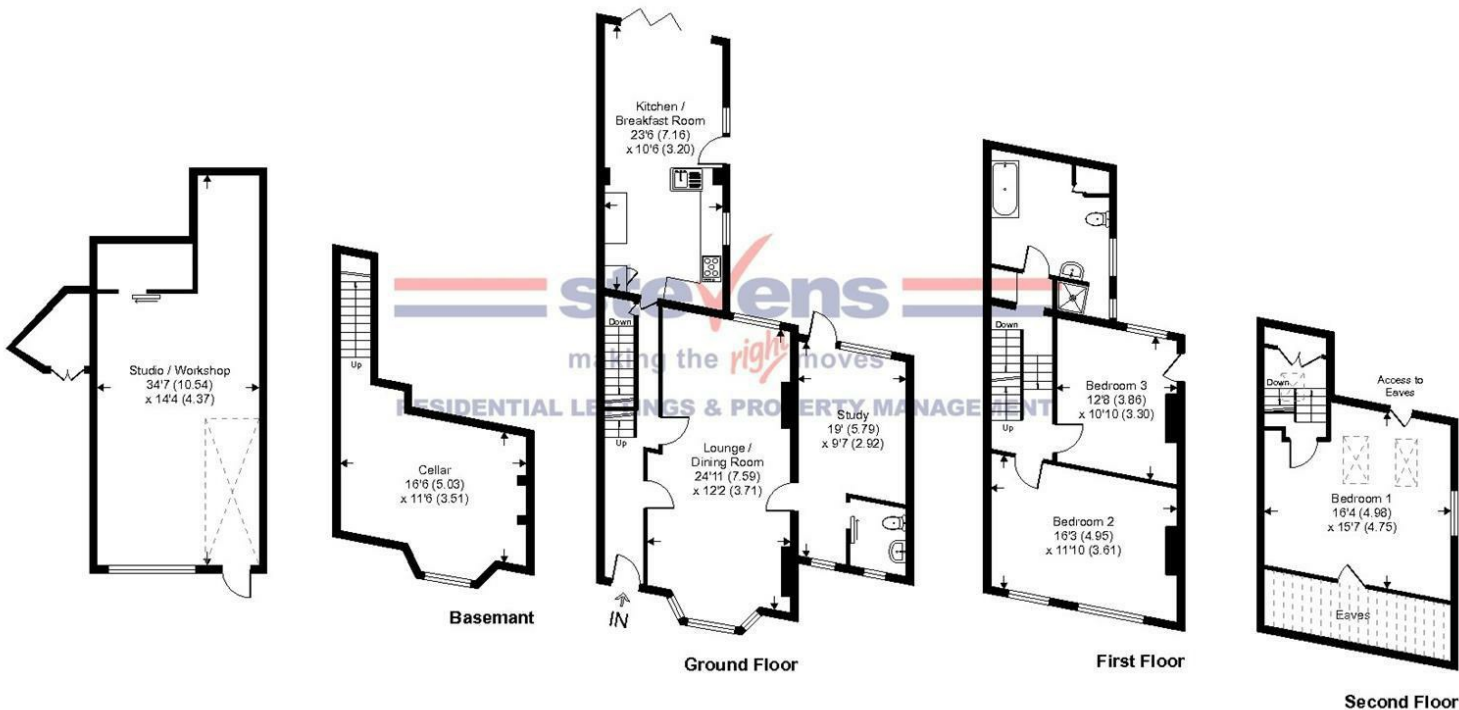 Studio / Workshop
34'7 (10.54)
x 14'4 (4.37)
Up
Cellar
16'6 (5.03)
x 11'6 (3.51)
Basemant
Kitchen /
Breakfast Room
23'6 (7.16)
x 10'6 (3.20)
Down
Up
Lounge /
Dining Room
24'11 (7.59)
x 12'2 (3.71)
Study
19' (5.79)
x 9'7 (2.92)
IN
Ground Floor
stevens
making the right moves
RESIDENTIAL LETTINGS & PROPERTY MANAGEMENT
Down
Up
Bedroom 3
12'8 (3.86)
x 10'10 (3.30)
Bedroom 2
16'3 (4.95)
x 11'10 (3.61)
First Floor
Down
Access to
Eaves
Bedroom 1
16'4 (4.98)
x 15'7 (4.75)
Eaves
Second Floor